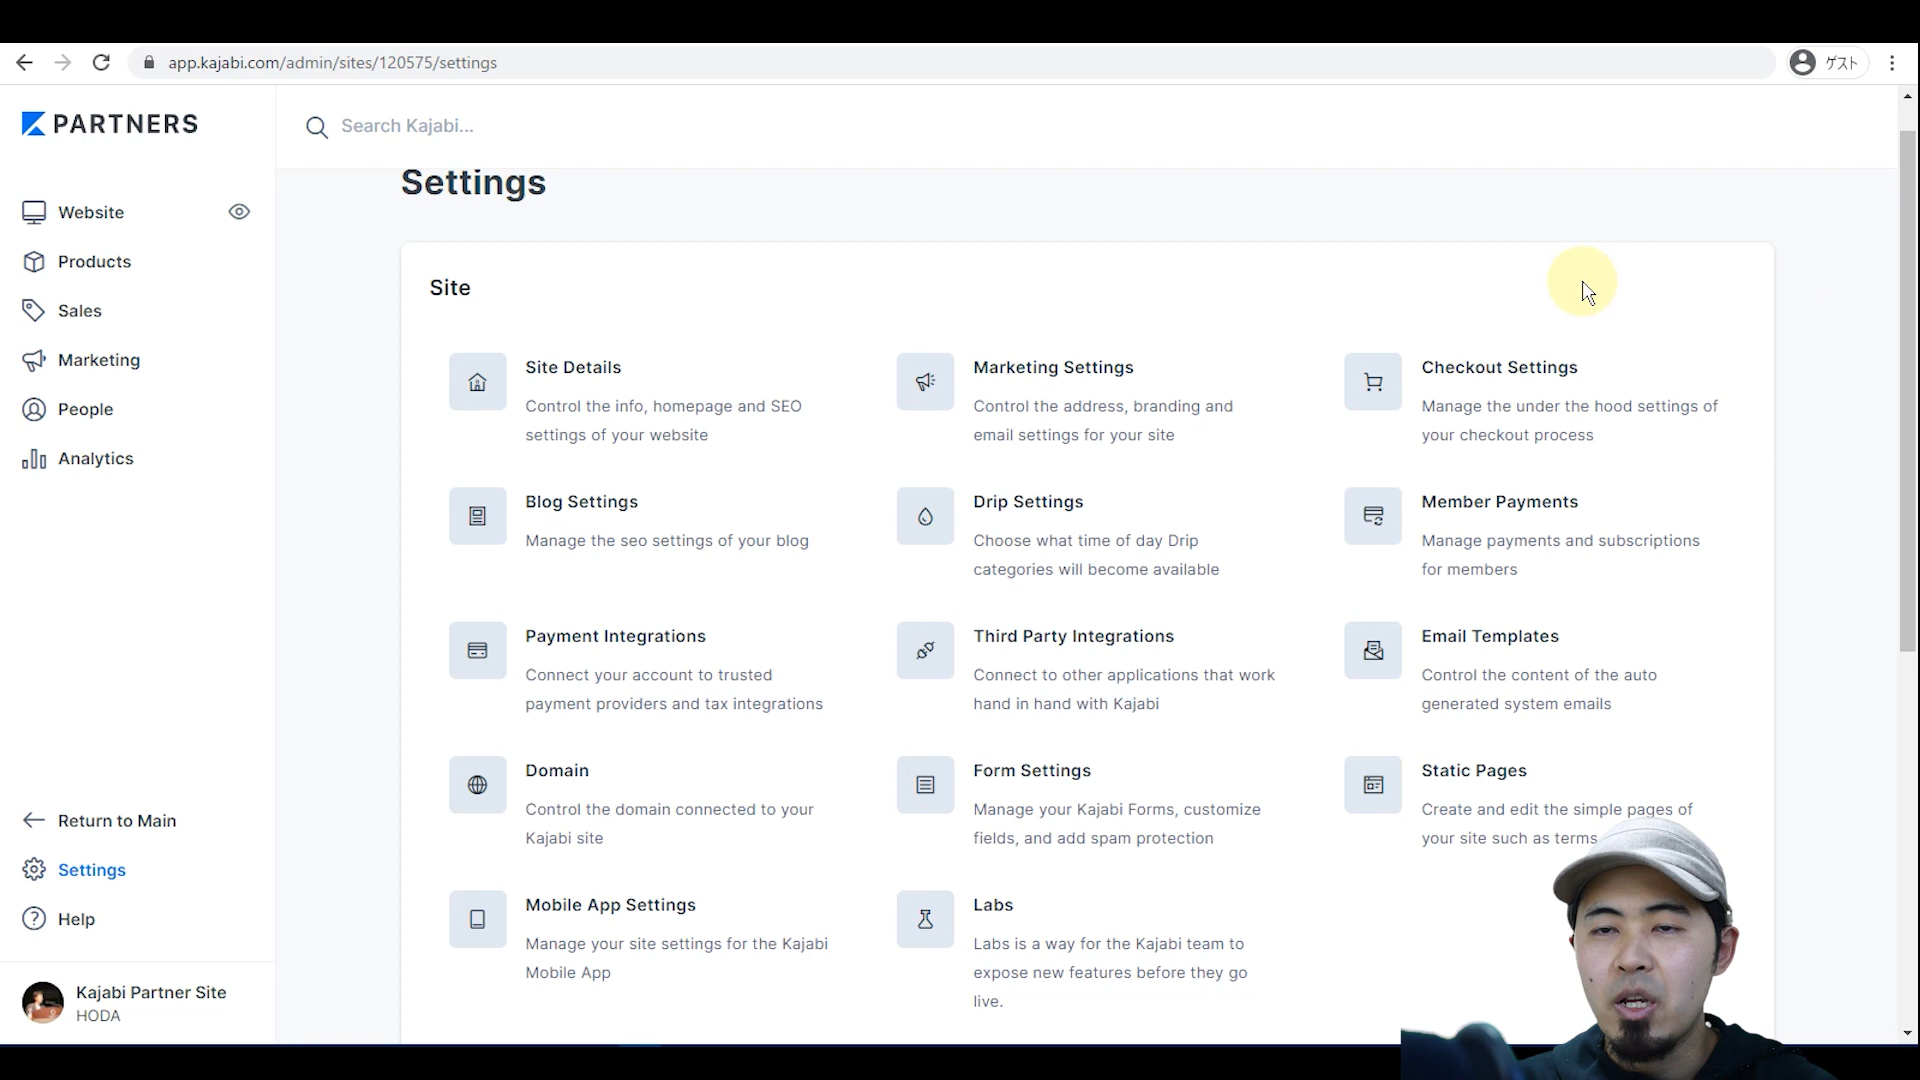 app.kajabi.com/admin/sites/120575/settings
ゲスト
PARTNERS
Search Kajabi...
Website
Products
Sales
Marketing
People
Analytics
Return to Main
Settings
Help
Kajabi Partner Site
HODA
Settings
Site
Site Details
Control the info, homepage and SEO
settings of your website
Marketing Settings
Control the address, branding and
email settings for your site
Checkout Settings
Manage the under the hood settings of
your checkout process
Blog Settings
Manage the seo settings of your blog
Drip Settings
Choose what time of day Drip
categories will become available
Member Payments
Manage payments and subscriptions
for members
Payment Integrations
Connect your account to trusted
payment providers and tax integrations
Third Party Integrations
Connect to other applications that work
hand in hand with Kajabi
Email Templates
Control the content of the auto
generated system emails
Domain
Control the domain connected to your
Kajabi site
Form Settings
Manage your Kajabi Forms, customize
fields, and add spam protection
Static Pages
Create and edit the simple pages of
your site such as terms
Mobile App Settings
Manage your site settings for the Kajabi
Mobile App
Labs
Labs is a way for the Kajabi team to
expose new features before they go
live.